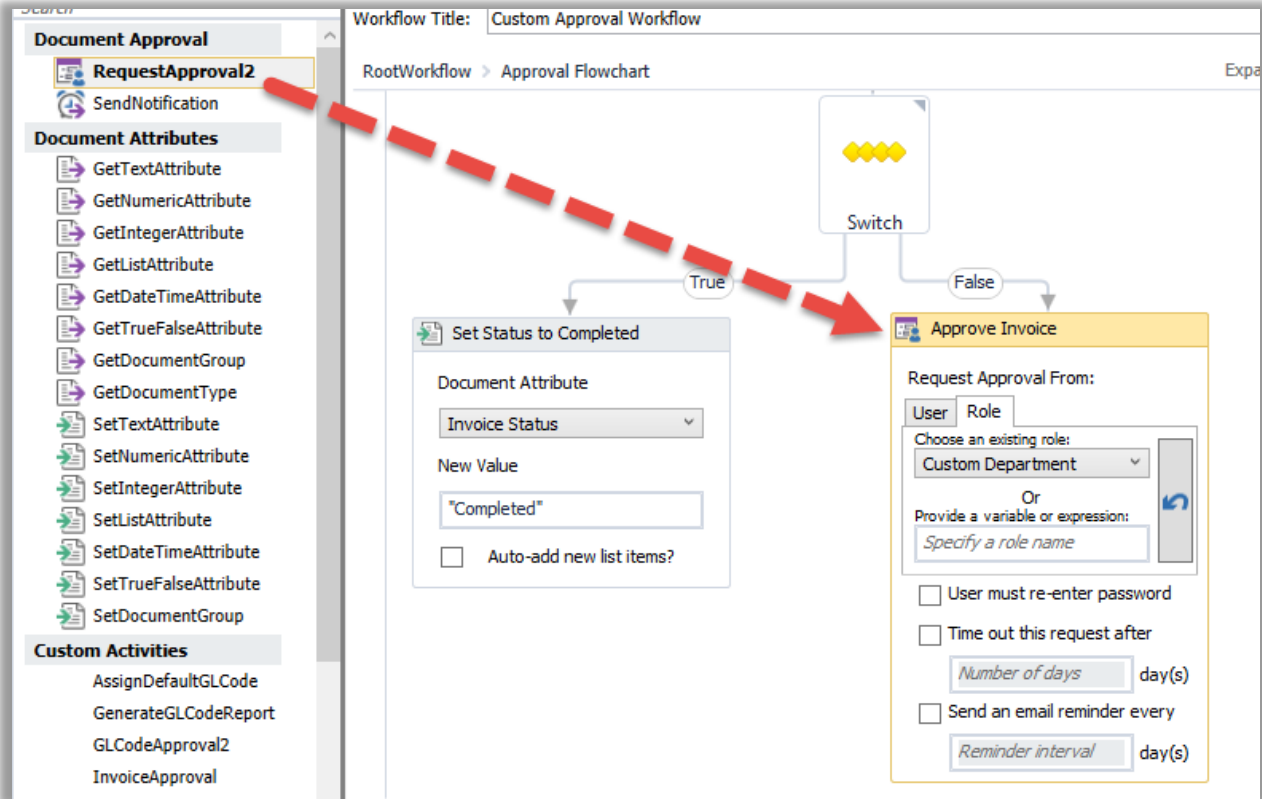 Search
Document Approval
RequestApproval2
SendNotification
Document Attributes
GetTextAttribute
GetNumericAttribute
GetIntegerAttribute
GetListAttribute
GetDateTimeAttribute
GetTrueFalseAttribute
GetDocumentGroup
GetDocumentType
SetTextAttribute
SetNumericAttribute
SetIntegerAttribute
SetListAttribute
SetDateTimeAttribute
SetTrueFalseAttribute
SetDocumentGroup
Custom Activities
AssignDefaultGLCode
GenerateGLCodeReport
GLCodeApproval2
InvoiceApproval
Workflow Title: Custom Approval Workflow
RootWorkflow > Approval Flowchart Expa
Switch
True
False
Set Status to Completed
Document Attribute
Invoice Status
New Value
"Completed"
Auto-add new list items?
Approve Invoice
Request Approval From:
User Role
Choose an existing role:
Custom Department
Or
Provide a variable or expression:
Specify a role name
User must re-enter password
Time out this request after
Number of days day(s)
Send an email reminder every
Reminder interval day(s)